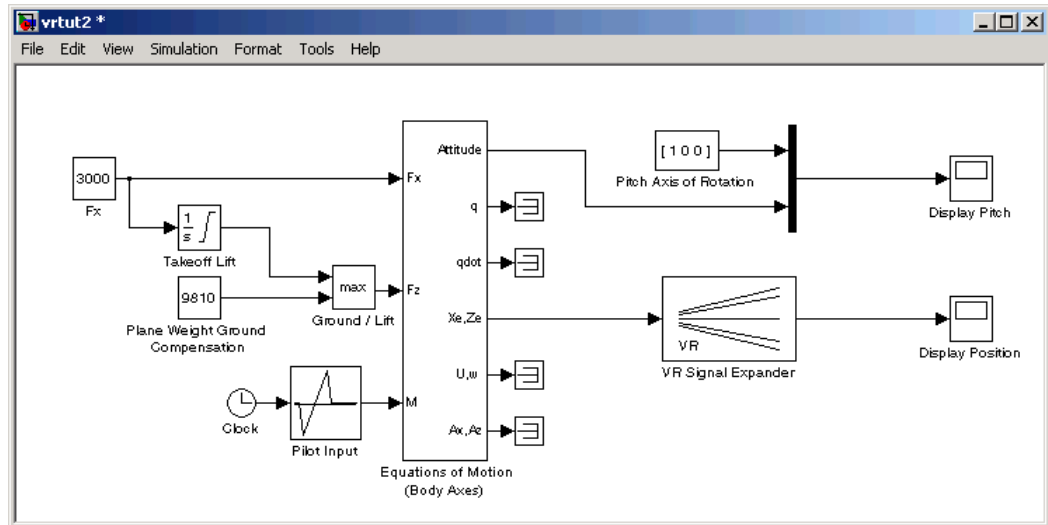 vrtut2 *
File Edit View Simulation Format Tools Help
Attitude
[ 1 0 0 ]
Pitch Axis of Rotation
3000
Fx
Fx
Display Pitch
q
1
s
Takeoff Lift
qdot
9810
max
Fz
Ground / Lift
Plane Weight Ground
Compensation
Xe,Ze
VR
VR Signal Expander
Display Position
U,w
Clock
Pilot Input
M
Ax,Az
Equations of Motion
(Body Axes)